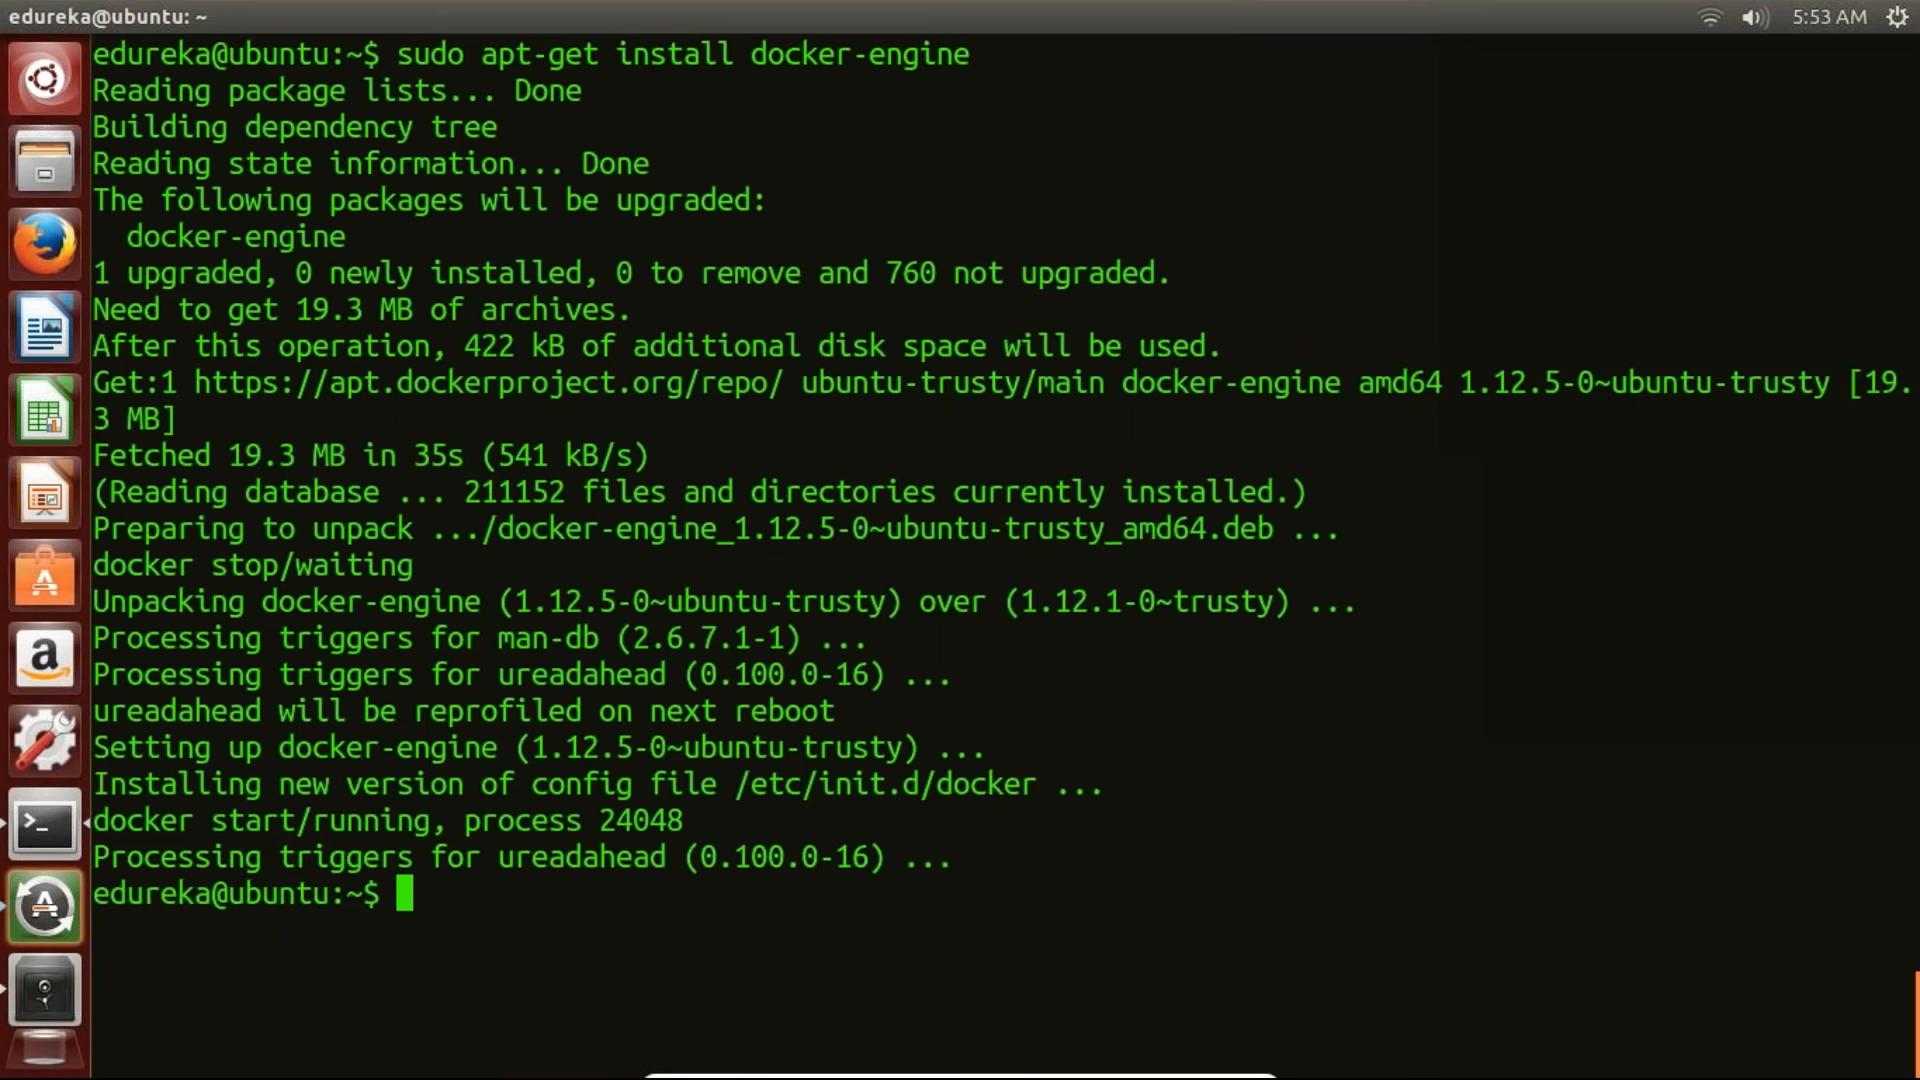 edureka@ubuntu: ~
5:53 AM
edureka@ubuntu:~$ sudo apt-get install docker-engine
Reading package lists... Done
Building dependency tree
Reading state information... Done
The following packages will be upgraded:
  docker-engine
1 upgraded, 0 newly installed, 0 to remove and 760 not upgraded.
Need to get 19.3 MB of archives.
After this operation, 422 kB of additional disk space will be used.
Get:1 https://apt.dockerproject.org/repo/ ubuntu-trusty/main docker-engine amd64 1.12.5-0~ubuntu-trusty [19.
3 MB]
Fetched 19.3 MB in 35s (541 kB/s)
(Reading database ... 211152 files and directories currently installed.)
Preparing to unpack .../docker-engine_1.12.5-0~ubuntu-trusty_amd64.deb ...
docker stop/waiting
Unpacking docker-engine (1.12.5-0~ubuntu-trusty) over (1.12.1-0~trusty) ...
Processing triggers for man-db (2.6.7.1-1) ...
Processing triggers for ureadahead (0.100.0-16) ...
ureadahead will be reprofiled on next reboot
Setting up docker-engine (1.12.5-0~ubuntu-trusty) ...
Installing new version of config file /etc/init.d/docker ...
docker start/running, process 24048
Processing triggers for ureadahead (0.100.0-16) ...
edureka@ubuntu:~$